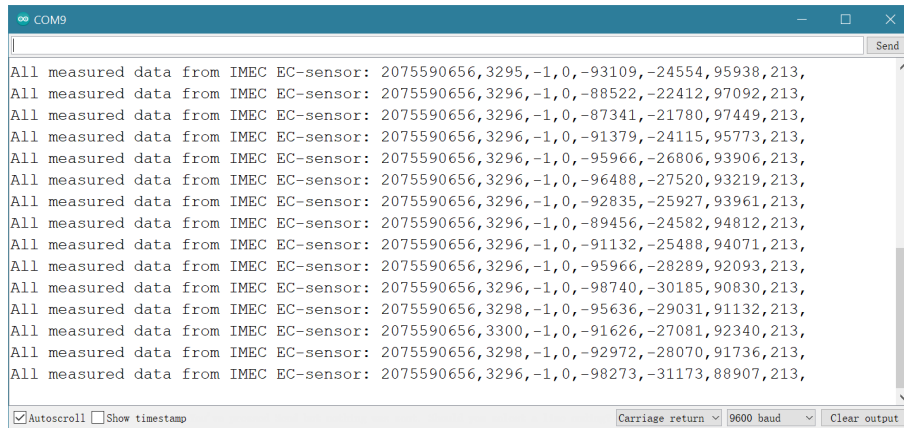 COM9
Send
All measured data from IMEC EC-sensor: 2075590656,3295,-1,0,-93109,-24554,95938,213,
All measured data from IMEC EC-sensor: 2075590656,3296,-1,0,-88522,-22412,97092,213,
All measured data from IMEC EC-sensor: 2075590656,3296,-1,0,-87341,-21780,97449,213,
All measured data from IMEC EC-sensor: 2075590656,3296,-1,0,-91379,-24115,95773,213,
All measured data from IMEC EC-sensor: 2075590656,3296,-1,0,-95966,-26806,93906,213,
All measured data from IMEC EC-sensor: 2075590656,3296,-1,0,-96488,-27520,93219,213,
All measured data from IMEC EC-sensor: 2075590656,3296,-1,0,-92835,-25927,93961,213,
All measured data from IMEC EC-sensor: 2075590656,3296,-1,0,-89456,-24582,94812,213,
All measured data from IMEC EC-sensor: 2075590656,3296,-1,0,-91132,-25488,94071,213,
All measured data from IMEC EC-sensor: 2075590656,3296,-1,0,-95966,-28289,92093,213,
All measured data from IMEC EC-sensor: 2075590656,3296,-1,0,-98740,-30185,90830,213,
All measured data from IMEC EC-sensor: 2075590656,3298,-1,0,-95636,-29031,91132,213,
All measured data from IMEC EC-sensor: 2075590656,3300,-1,0,-91626,-27081,92340,213,
All measured data from IMEC EC-sensor: 2075590656,3298,-1,0,-92972,-28070,91736,213,
All measured data from IMEC EC-sensor: 2075590656,3296,-1,0,-98273,-31173,88907,213,
Autoscroll Show timestamp Carriage return 9600 baud Clear output